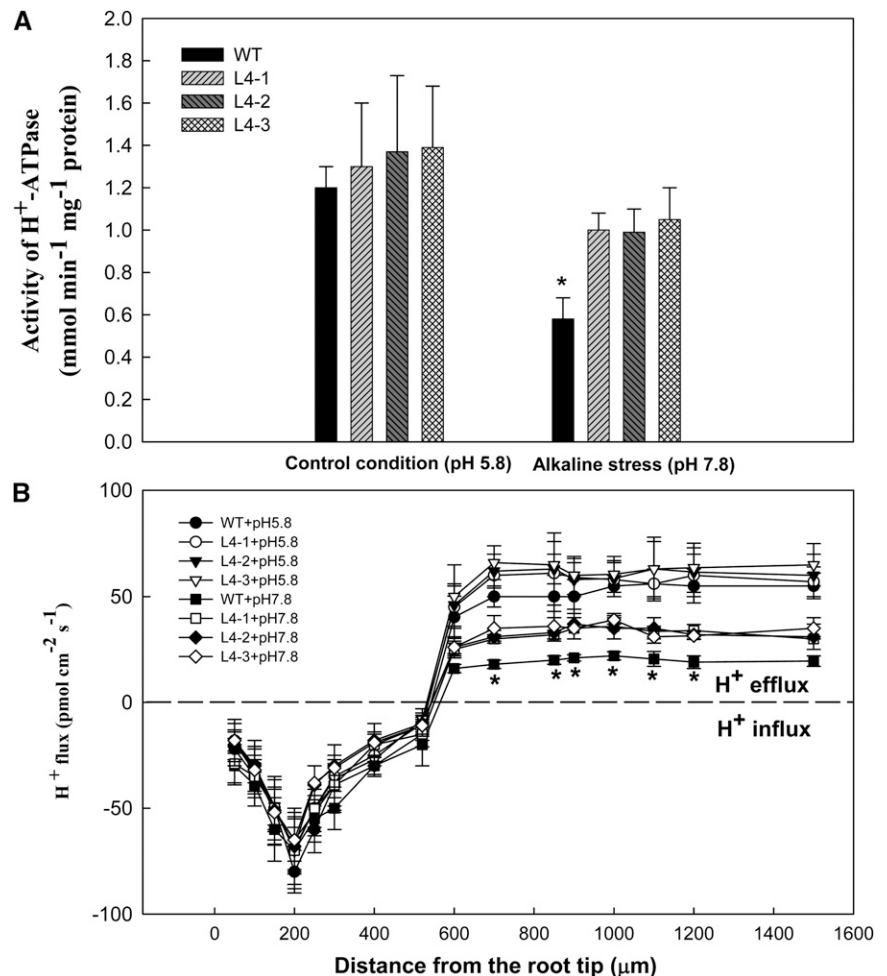 A
2.0
1.8
1.6
1.4
1.2
1.0
0.8
0.6
0.4
0.2
0.0
Activity of H⁺-ATPase
(mmol min⁻¹ mg⁻¹ protein)
WT
L4-1
L4-2
L4-3
*
Control condition (pH 5.8) Alkaline stress (pH 7.8)
B
100
50
0
-50
-100
H⁺ flux (pmol cm⁻² s⁻¹)
WT+pH5.8
L4-1+pH5.8
L4-2+pH5.8
L4-3+pH5.8
WT+pH7.8
L4-1+pH7.8
L4-2+pH7.8
L4-3+pH7.8
* * * * * *
H⁺ efflux
H⁺ influx
0 200 400 600 800 1000 1200 1400 1600
Distance from the root tip (μm)